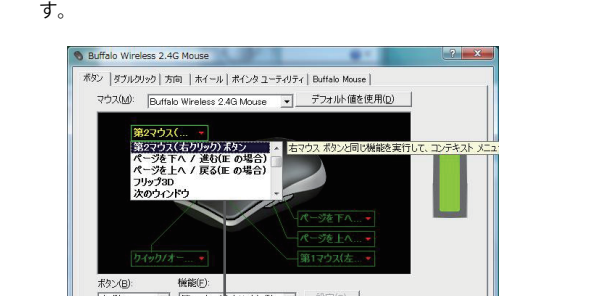 す。
Buffalo Wireless 2.4G Mouse
ボタン ダブルクリック 方向 ホイール ポインタ ユーティリティ Buffalo Mouse
マウス(M): Buffalo Wireless 2.4G Mouse デフォルト値を使用(D)
第2マウス(...
第2マウス(右クリック) ボタン 右マウス ボタンと同じ機能を実行して、コンテキスト メニュ
ページを下へ / 進む(IE の場合)
ページを上へ / 戻る(IE の場合)
フリップ3D
次のウィンドウ
ページを下へ...
ページを上へ...
クイック/オー... 第1マウス(左...
ボタン(B): 機能(F):